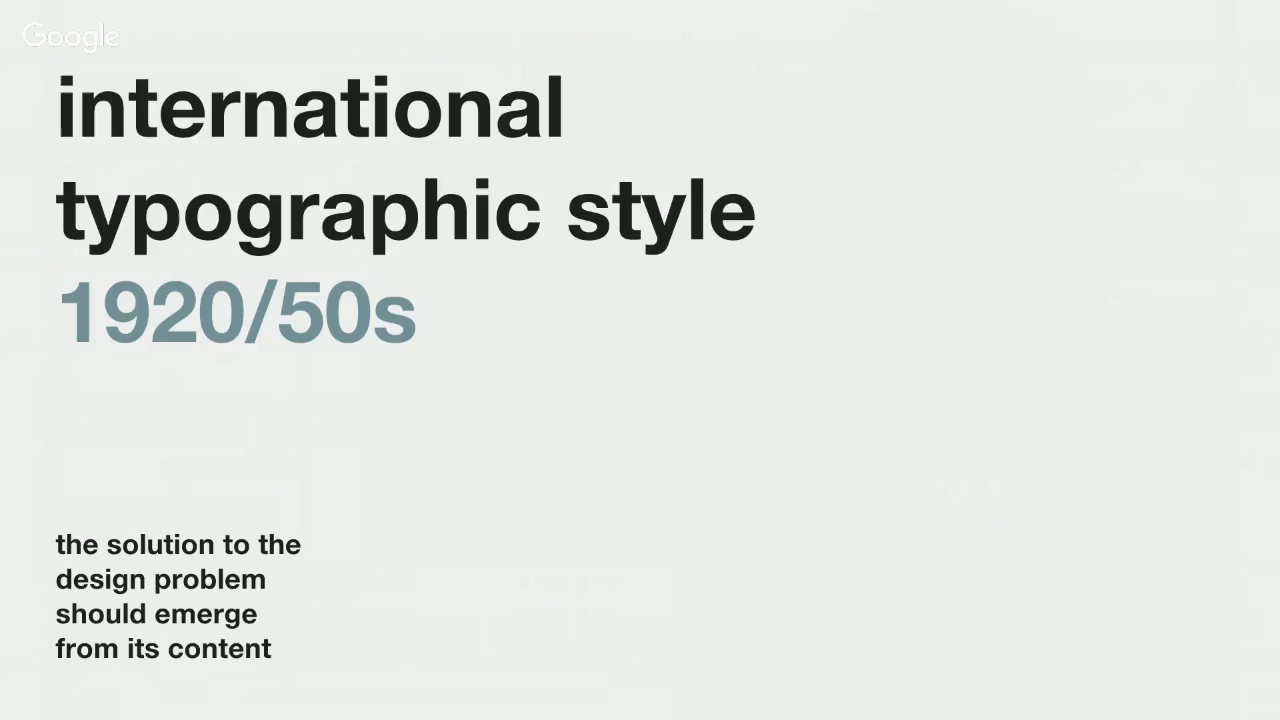 Google
international
typographic style
1920/50s
the solution to the
design problem
should emerge
from its content